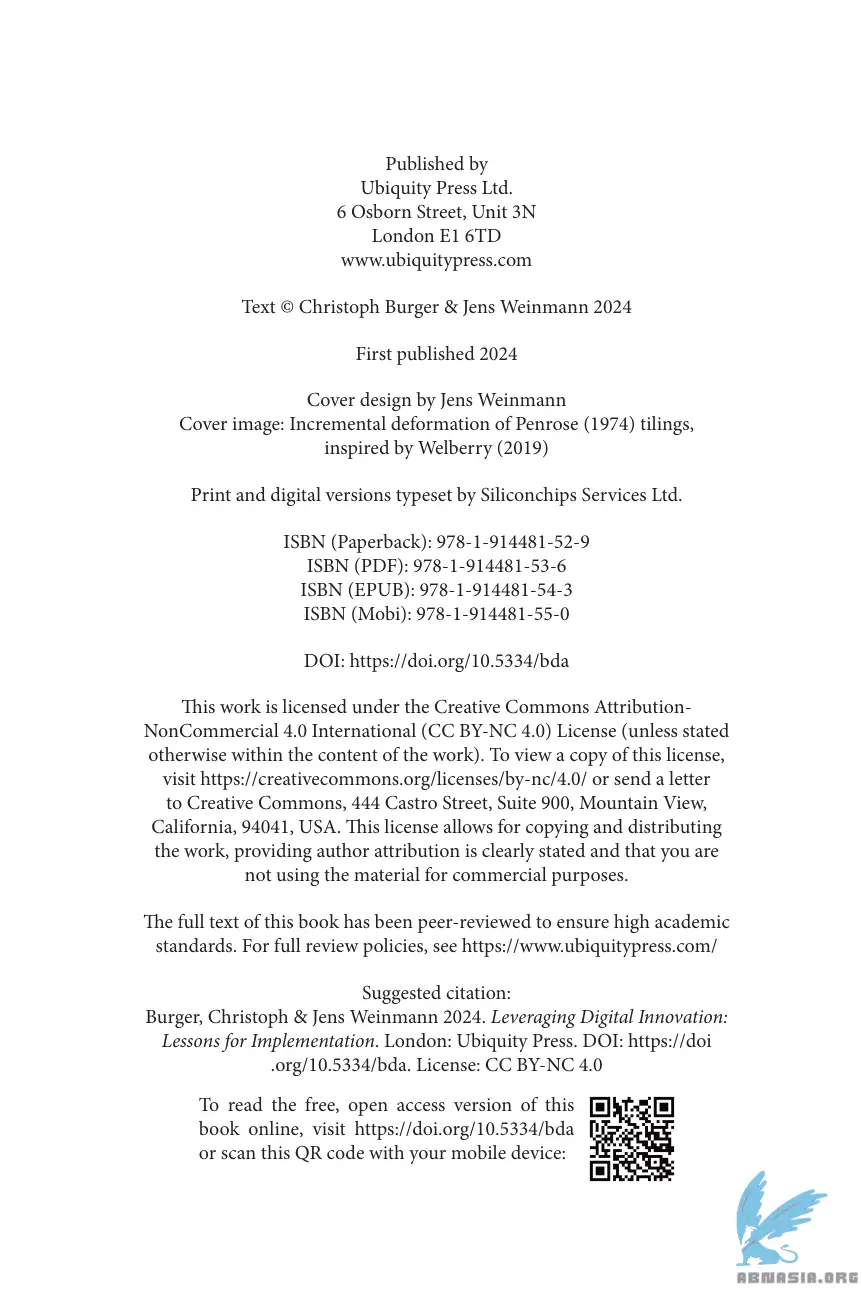 Published by
Ubiquity Press Ltd.
6 Osborn Street, Unit 3N
London E1 6TD
www.ubiquitypress.com
Text © Christoph Burger & Jens Weinmann 2024
First published 2024
Cover design by Jens Weinmann
Cover image: Incremental deformation of Penrose (1974) tilings,
inspired by Welberry (2019)
Print and digital versions typeset by Siliconchips Services Ltd.
ISBN (Paperback): 978-1-914481-52-9
ISBN (PDF): 978-1-914481-53-6
ISBN (EPUB): 978-1-914481-54-3
ISBN (Mobi): 978-1-914481-55-0
DOI: https://doi.org/10.5334/bda
This work is licensed under the Creative Commons Attribution-
NonCommercial 4.0 International (CC BY-NC 4.0) License (unless stated
otherwise within the content of the work). To view a copy of this license,
visit https://creativecommons.org/licenses/by-nc/4.0/ or send a letter
to Creative Commons, 444 Castro Street, Suite 900, Mountain View,
California, 94041, USA. This license allows for copying and distributing
the work, providing author attribution is clearly stated and that you are
not using the material for commercial purposes.
The full text of this book has been peer-reviewed to ensure high academic
standards. For full review policies, see https://www.ubiquitypress.com/
Suggested citation:
Burger, Christoph & Jens Weinmann 2024. Leveraging Digital Innovation:
Lessons for Implementation. London: Ubiquity Press. DOI: https://doi
.org/10.5334/bda. License: CC BY-NC 4.0
To read the free, open access version of this
book online, visit https://doi.org/10.5334/bda
or scan this QR code with your mobile device:
ABNASIA.ORG